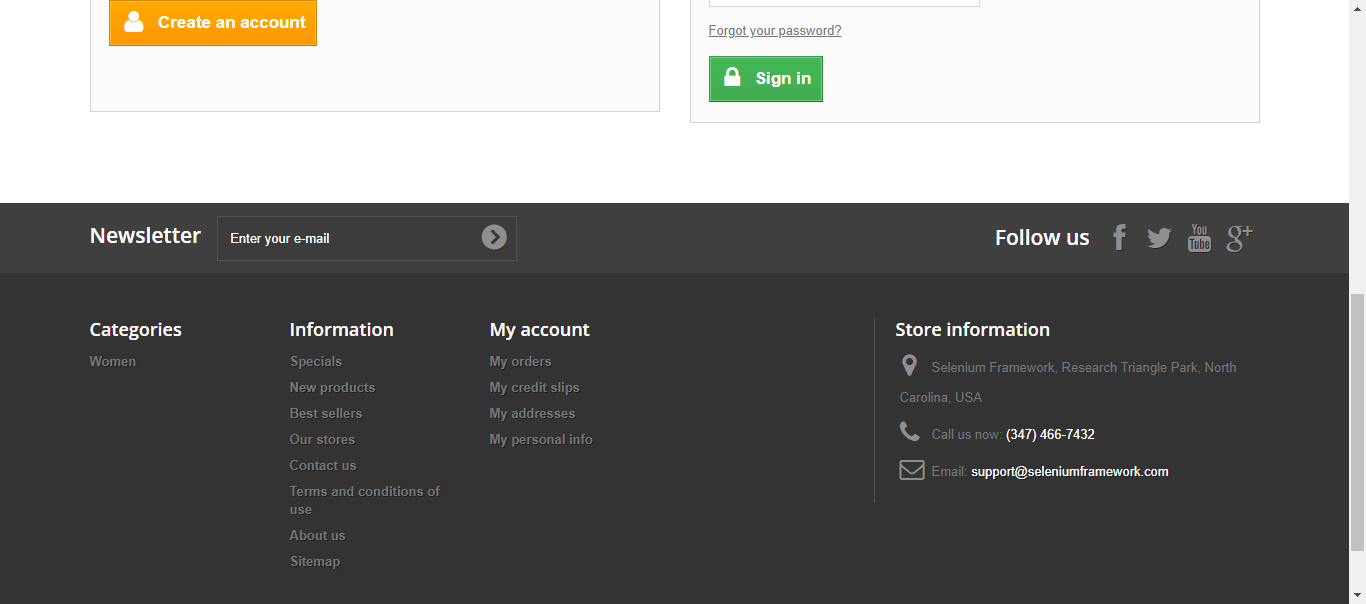 Create an account
Forgot your password?
Sign in
Newsletter
Enter your e-mail
Follow us
You
Tube
g+
Categories
Women
Information
Specials
New products
Best sellers
Our stores
Contact us
Terms and conditions of
use
About us
Sitemap
My account
My orders
My credit slips
My addresses
My personal info
Store information
Selenium Framework, Research Triangle Park, North
Carolina, USA
Call us now: (347) 466-7432
Email: support@seleniumframework.com